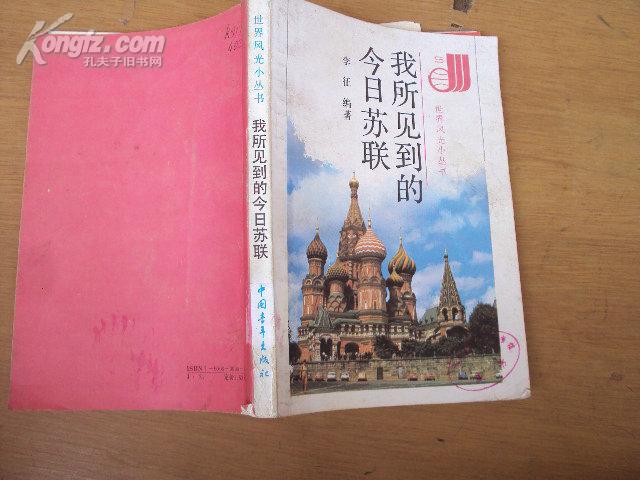 Kongfz.com
孔夫子旧书网
世界风光小丛书
我所见到的今日苏联
中国青年出版社
我所见到的
今日苏联
李征 编著
世界风光小丛书